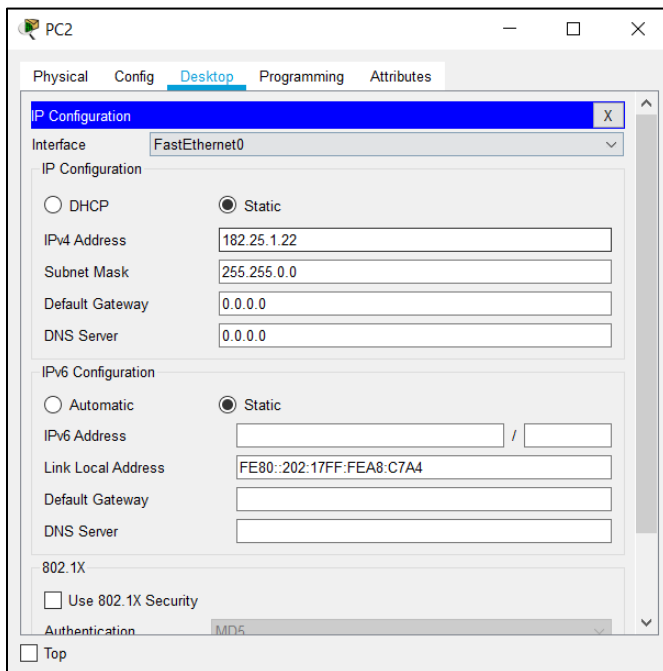 PC2
Physical Config Desktop Programming Attributes
IP Configuration X
Interface FastEthernet0
IP Configuration
DHCP Static
IPv4 Address 182.25.1.22
Subnet Mask 255.255.0.0
Default Gateway 0.0.0.0
DNS Server 0.0.0.0
IPv6 Configuration
Automatic Static
IPv6 Address /
Link Local Address FE80::202:17FF:FEA8:C7A4
Default Gateway
DNS Server
802.1X
Use 802.1X Security
Authentication MD5
Top